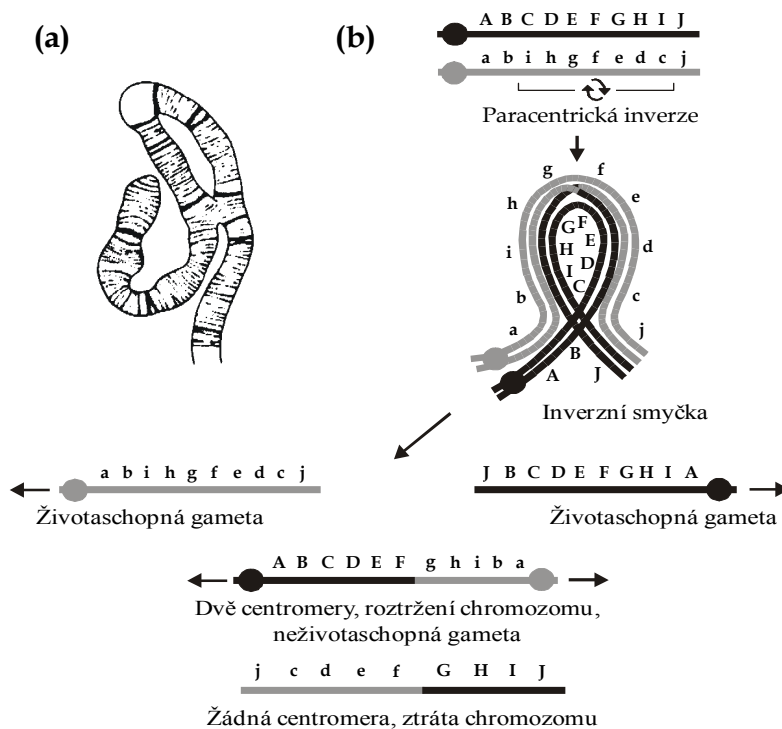 (a)
(b)
A B C D E F G H I J
a b i h g f e d c j
Paracentrická inverze
g f
h e
i d
b c
a j
G F
H E
I D
C
B
A J
Inverzní smyčka
a b i h g f e d c j
Životaschopná gameta
J B C D E F G H I A
Životaschopná gameta
A B C D E F g h i b a
Dvě centromery, roztržení chromozomu,
neživotaschopná gameta
j c d e f G H I J
Žádná centromera, ztráta chromozomu